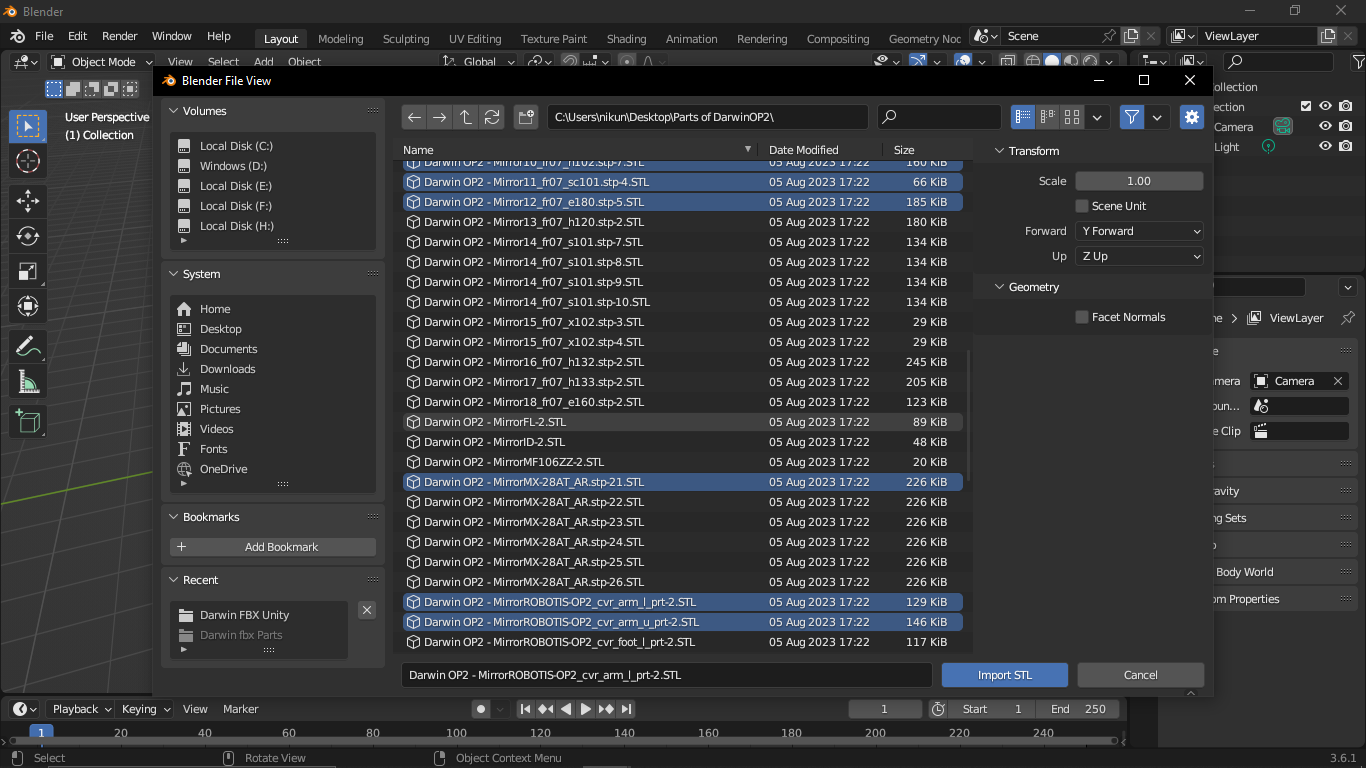 Blender
File Edit Render Window Help Layout Modeling Sculpting UV Editing Texture Paint Shading Animation Rendering Compositing Geometry Noc Scene ViewLayer
Object Mode View Select Add Object Global
Blender File View
User Perspective
(1) Collection
Volumes
Local Disk (C:)
Windows (D:)
Local Disk (E:)
Local Disk (F:)
Local Disk (H:)
System
Home
Desktop
Documents
Downloads
Music
Pictures
Videos
Fonts
OneDrive
Bookmarks
Add Bookmark
Recent
Darwin FBX Unity
Darwin fbx Parts
C:\Users\nikun\Desktop\Parts of DarwinOP2\
Name Date Modified Size
Darwin OP2 - Mirror10_fr07_h102.stp-7.STL 05 Aug 2023 17:22 160 KiB
Darwin OP2 - Mirror11_fr07_sc101.stp-4.STL 05 Aug 2023 17:22 66 KiB
Darwin OP2 - Mirror12_fr07_e180.stp-5.STL 05 Aug 2023 17:22 185 KiB
Darwin OP2 - Mirror13_fr07_h120.stp-2.STL 05 Aug 2023 17:22 180 KiB
Darwin OP2 - Mirror14_fr07_s101.stp-7.STL 05 Aug 2023 17:22 134 KiB
Darwin OP2 - Mirror14_fr07_s101.stp-8.STL 05 Aug 2023 17:22 134 KiB
Darwin OP2 - Mirror14_fr07_s101.stp-9.STL 05 Aug 2023 17:22 134 KiB
Darwin OP2 - Mirror14_fr07_s101.stp-10.STL 05 Aug 2023 17:22 134 KiB
Darwin OP2 - Mirror15_fr07_x102.stp-3.STL 05 Aug 2023 17:22 29 KiB
Darwin OP2 - Mirror15_fr07_x102.stp-4.STL 05 Aug 2023 17:22 29 KiB
Darwin OP2 - Mirror16_fr07_h132.stp-2.STL 05 Aug 2023 17:22 245 KiB
Darwin OP2 - Mirror17_fr07_h133.stp-2.STL 05 Aug 2023 17:22 205 KiB
Darwin OP2 - Mirror18_fr07_e160.stp-2.STL 05 Aug 2023 17:22 123 KiB
Darwin OP2 - MirrorFL-2.STL 05 Aug 2023 17:22 89 KiB
Darwin OP2 - MirrorID-2.STL 05 Aug 2023 17:22 48 KiB
Darwin OP2 - MirrorMF106ZZ-2.STL 05 Aug 2023 17:22 20 KiB
Darwin OP2 - MirrorMX-28AT_AR.stp-21.STL 05 Aug 2023 17:22 226 KiB
Darwin OP2 - MirrorMX-28AT_AR.stp-22.STL 05 Aug 2023 17:22 226 KiB
Darwin OP2 - MirrorMX-28AT_AR.stp-23.STL 05 Aug 2023 17:22 226 KiB
Darwin OP2 - MirrorMX-28AT_AR.stp-24.STL 05 Aug 2023 17:22 226 KiB
Darwin OP2 - MirrorMX-28AT_AR.stp-25.STL 05 Aug 2023 17:22 226 KiB
Darwin OP2 - MirrorMX-28AT_AR.stp-26.STL 05 Aug 2023 17:22 226 KiB
Darwin OP2 - MirrorROBOTIS-OP2_cvr_arm_l_prt-2.STL 05 Aug 2023 17:22 129 KiB
Darwin OP2 - MirrorROBOTIS-OP2_cvr_arm_u_prt-2.STL 05 Aug 2023 17:22 146 KiB
Darwin OP2 - MirrorROBOTIS-OP2_cvr_foot_l_prt-2.STL 05 Aug 2023 17:22 117 KiB
Darwin OP2 - MirrorROBOTIS-OP2_cvr_arm_l_prt-2.STL Import STL Cancel
Transform
Scale 1.00
Scene Unit
Forward Y Forward
Up Z Up
Geometry
Facet Normals
ollection
ection
Camera
Light
ne ViewLayer
e
mera Camera
oun...
e Clip
s
avity
ng Sets
o
Body World
om Properties
Playback Keying View Marker 1 Start 1 End 250
1 20 40 60 80 100 120 140 160 180 200 220 240
Select Rotate View Object Context Menu 3.6.1